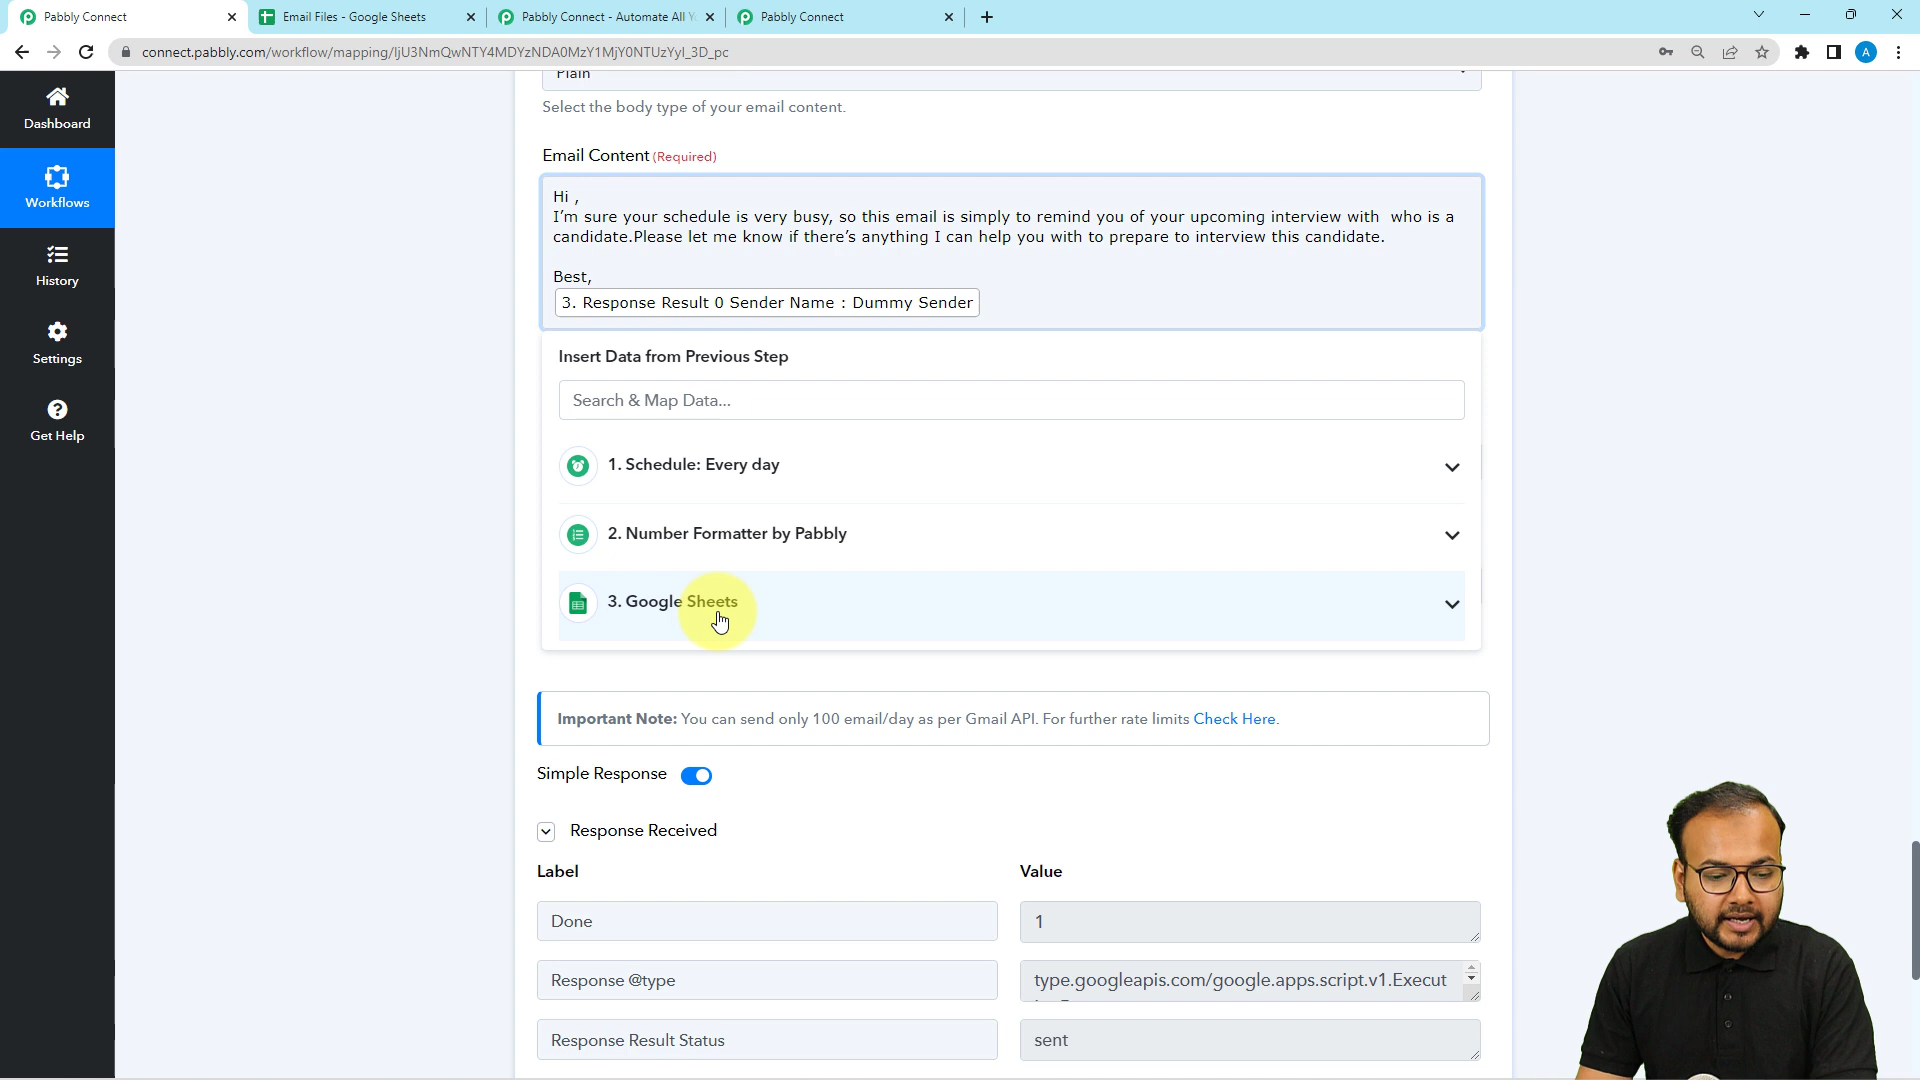 Pabbly Connect
Email Files - Google Sheets
Pabbly Connect - Automate All Y
Pabbly Connect
connect.pabbly.com/workflow/mapping/IjU3NmQwNTY4MDYzNDA0MzY1MjY0NTUzYyI_3D_pc
A
Dashboard
Workflows
History
Settings
Get Help
Plain
Select the body type of your email content.
Email Content (Required)
Hi ,
I'm sure your schedule is very busy, so this email is simply to remind you of your upcoming interview with who is a
candidate.Please let me know if there's anything I can help you with to prepare to interview this candidate.
Best,
3. Response Result 0 Sender Name : Dummy Sender
Insert Data from Previous Step
Search & Map Data...
1. Schedule: Every day
2. Number Formatter by Pabbly
3. Google Sheets
Important Note: You can send only 100 email/day as per Gmail API. For further rate limits Check Here.
Simple Response
Response Received
Label Value
Done 1
Response @type type.googleapis.com/google.apps.script.v1.Execut
Response Result Status sent